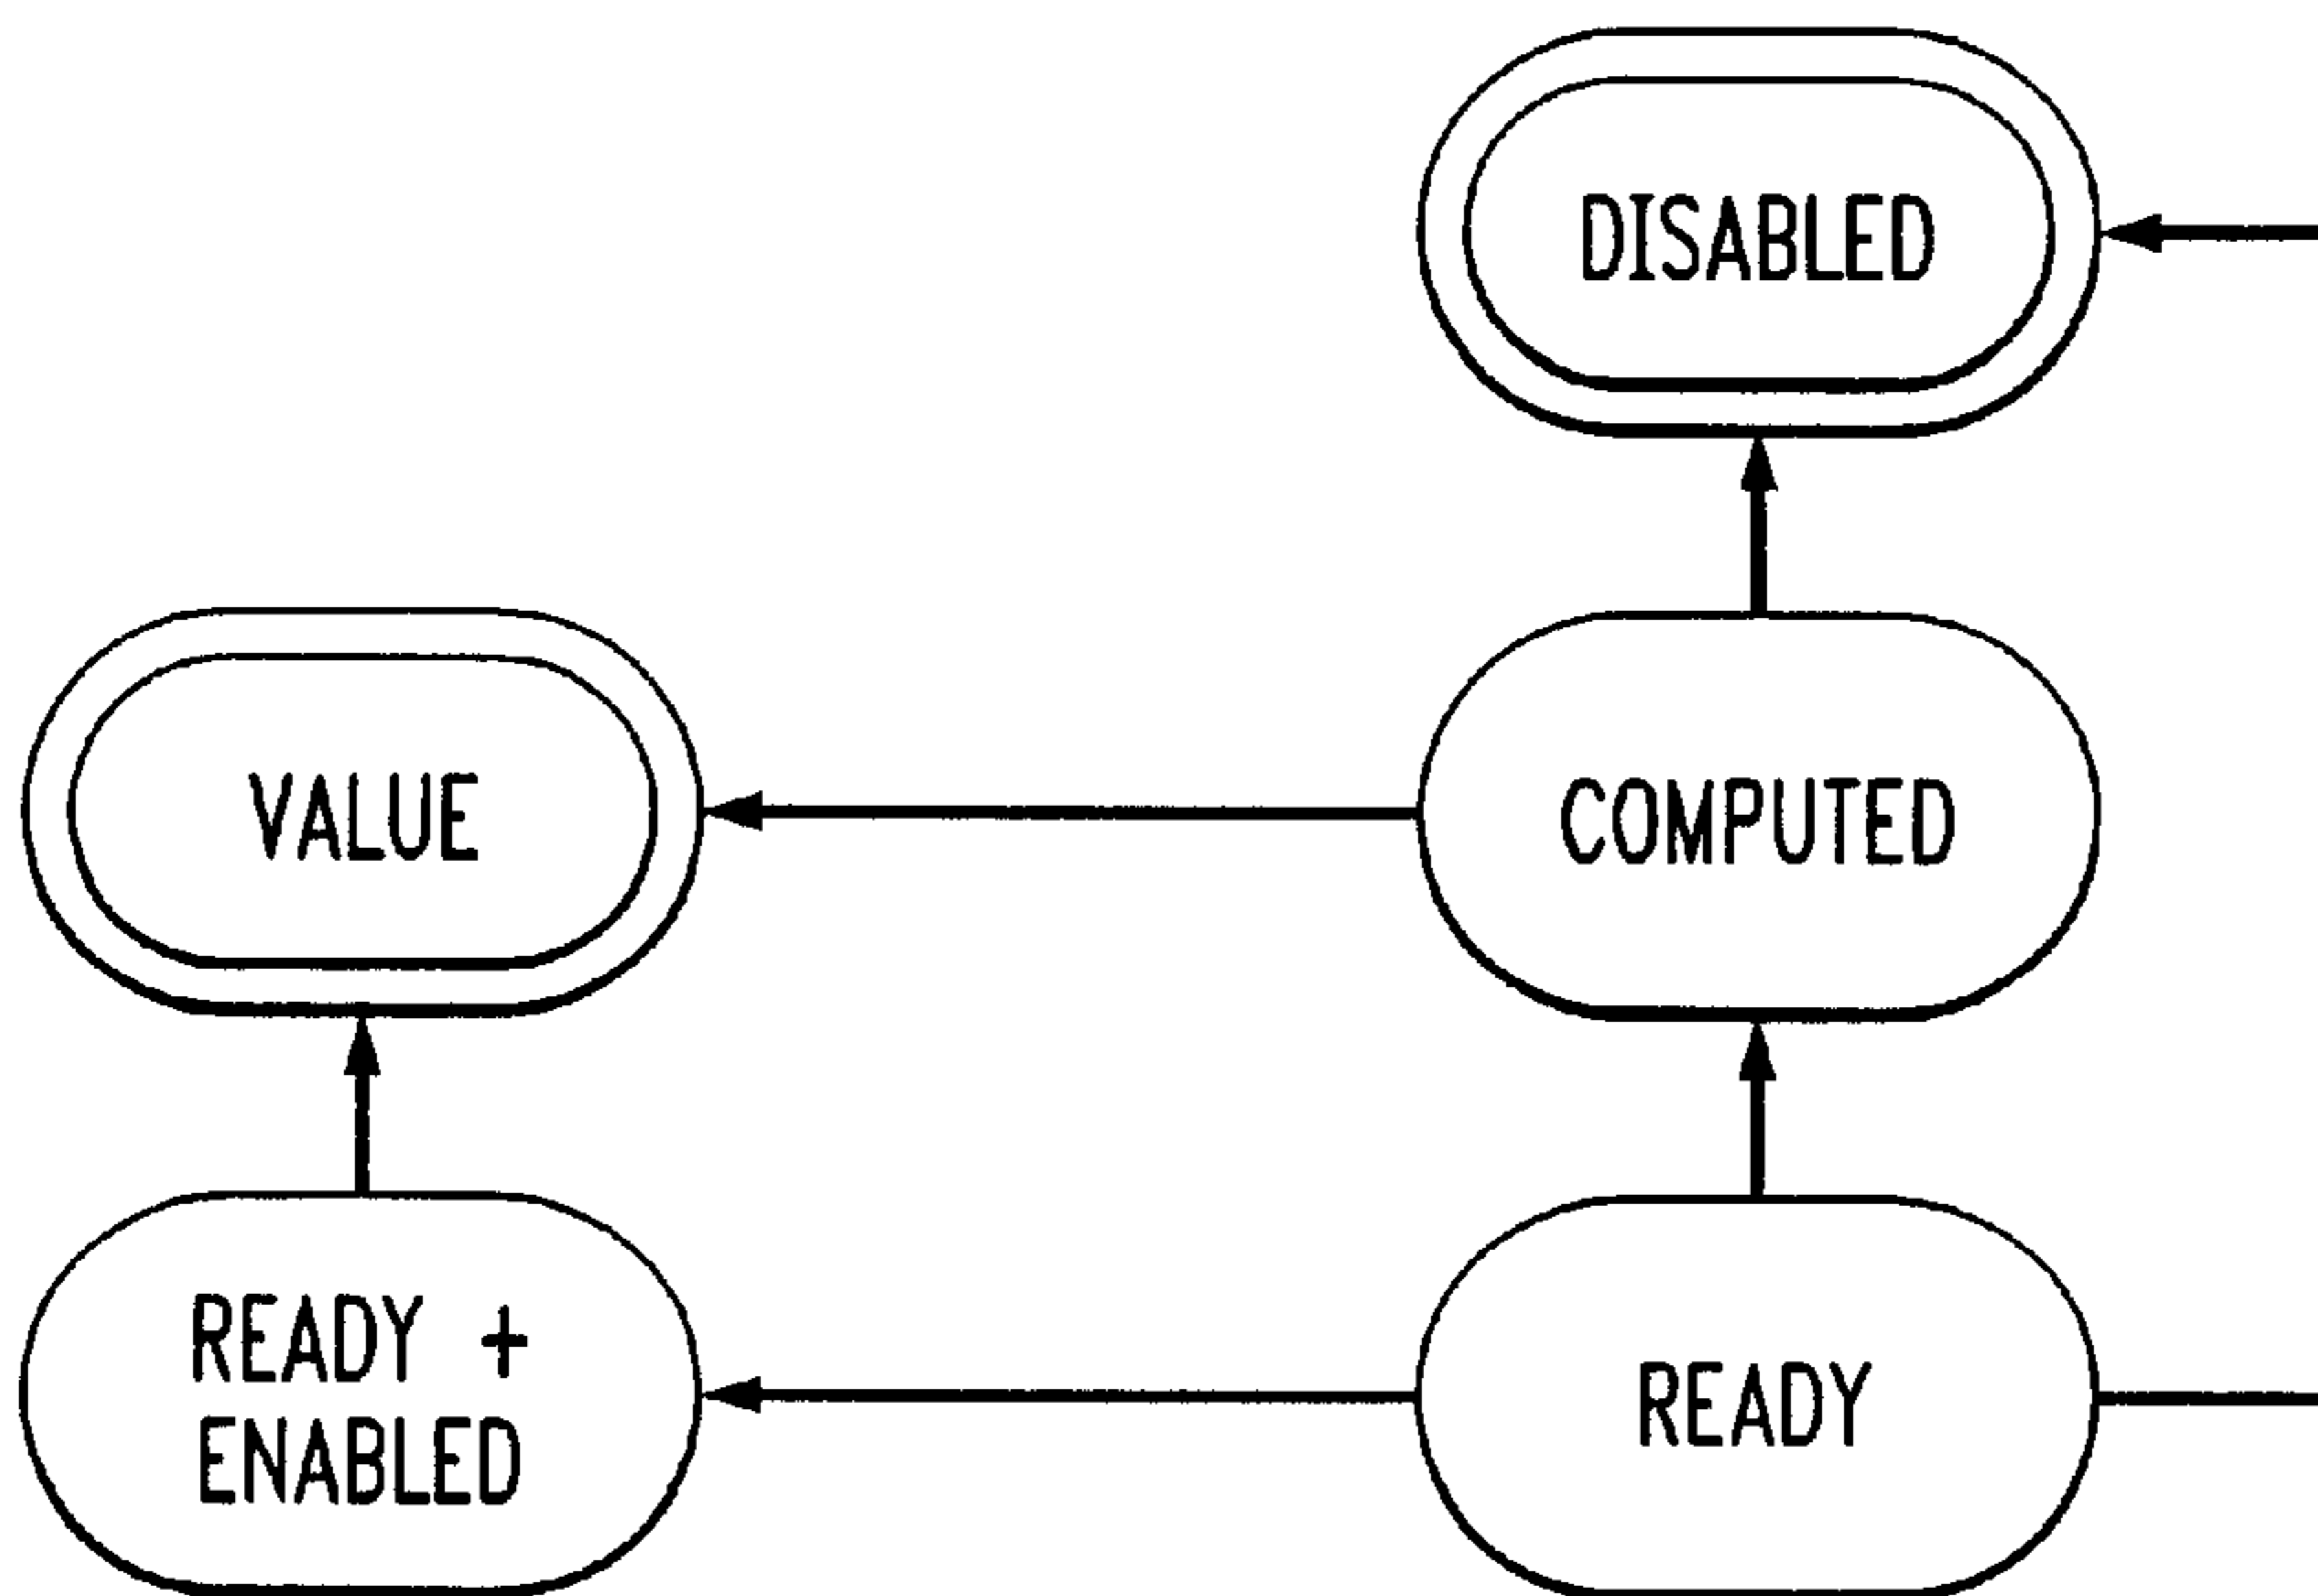 DISABLED
VALUE
COMPUTED
READY +
ENABLED
READY